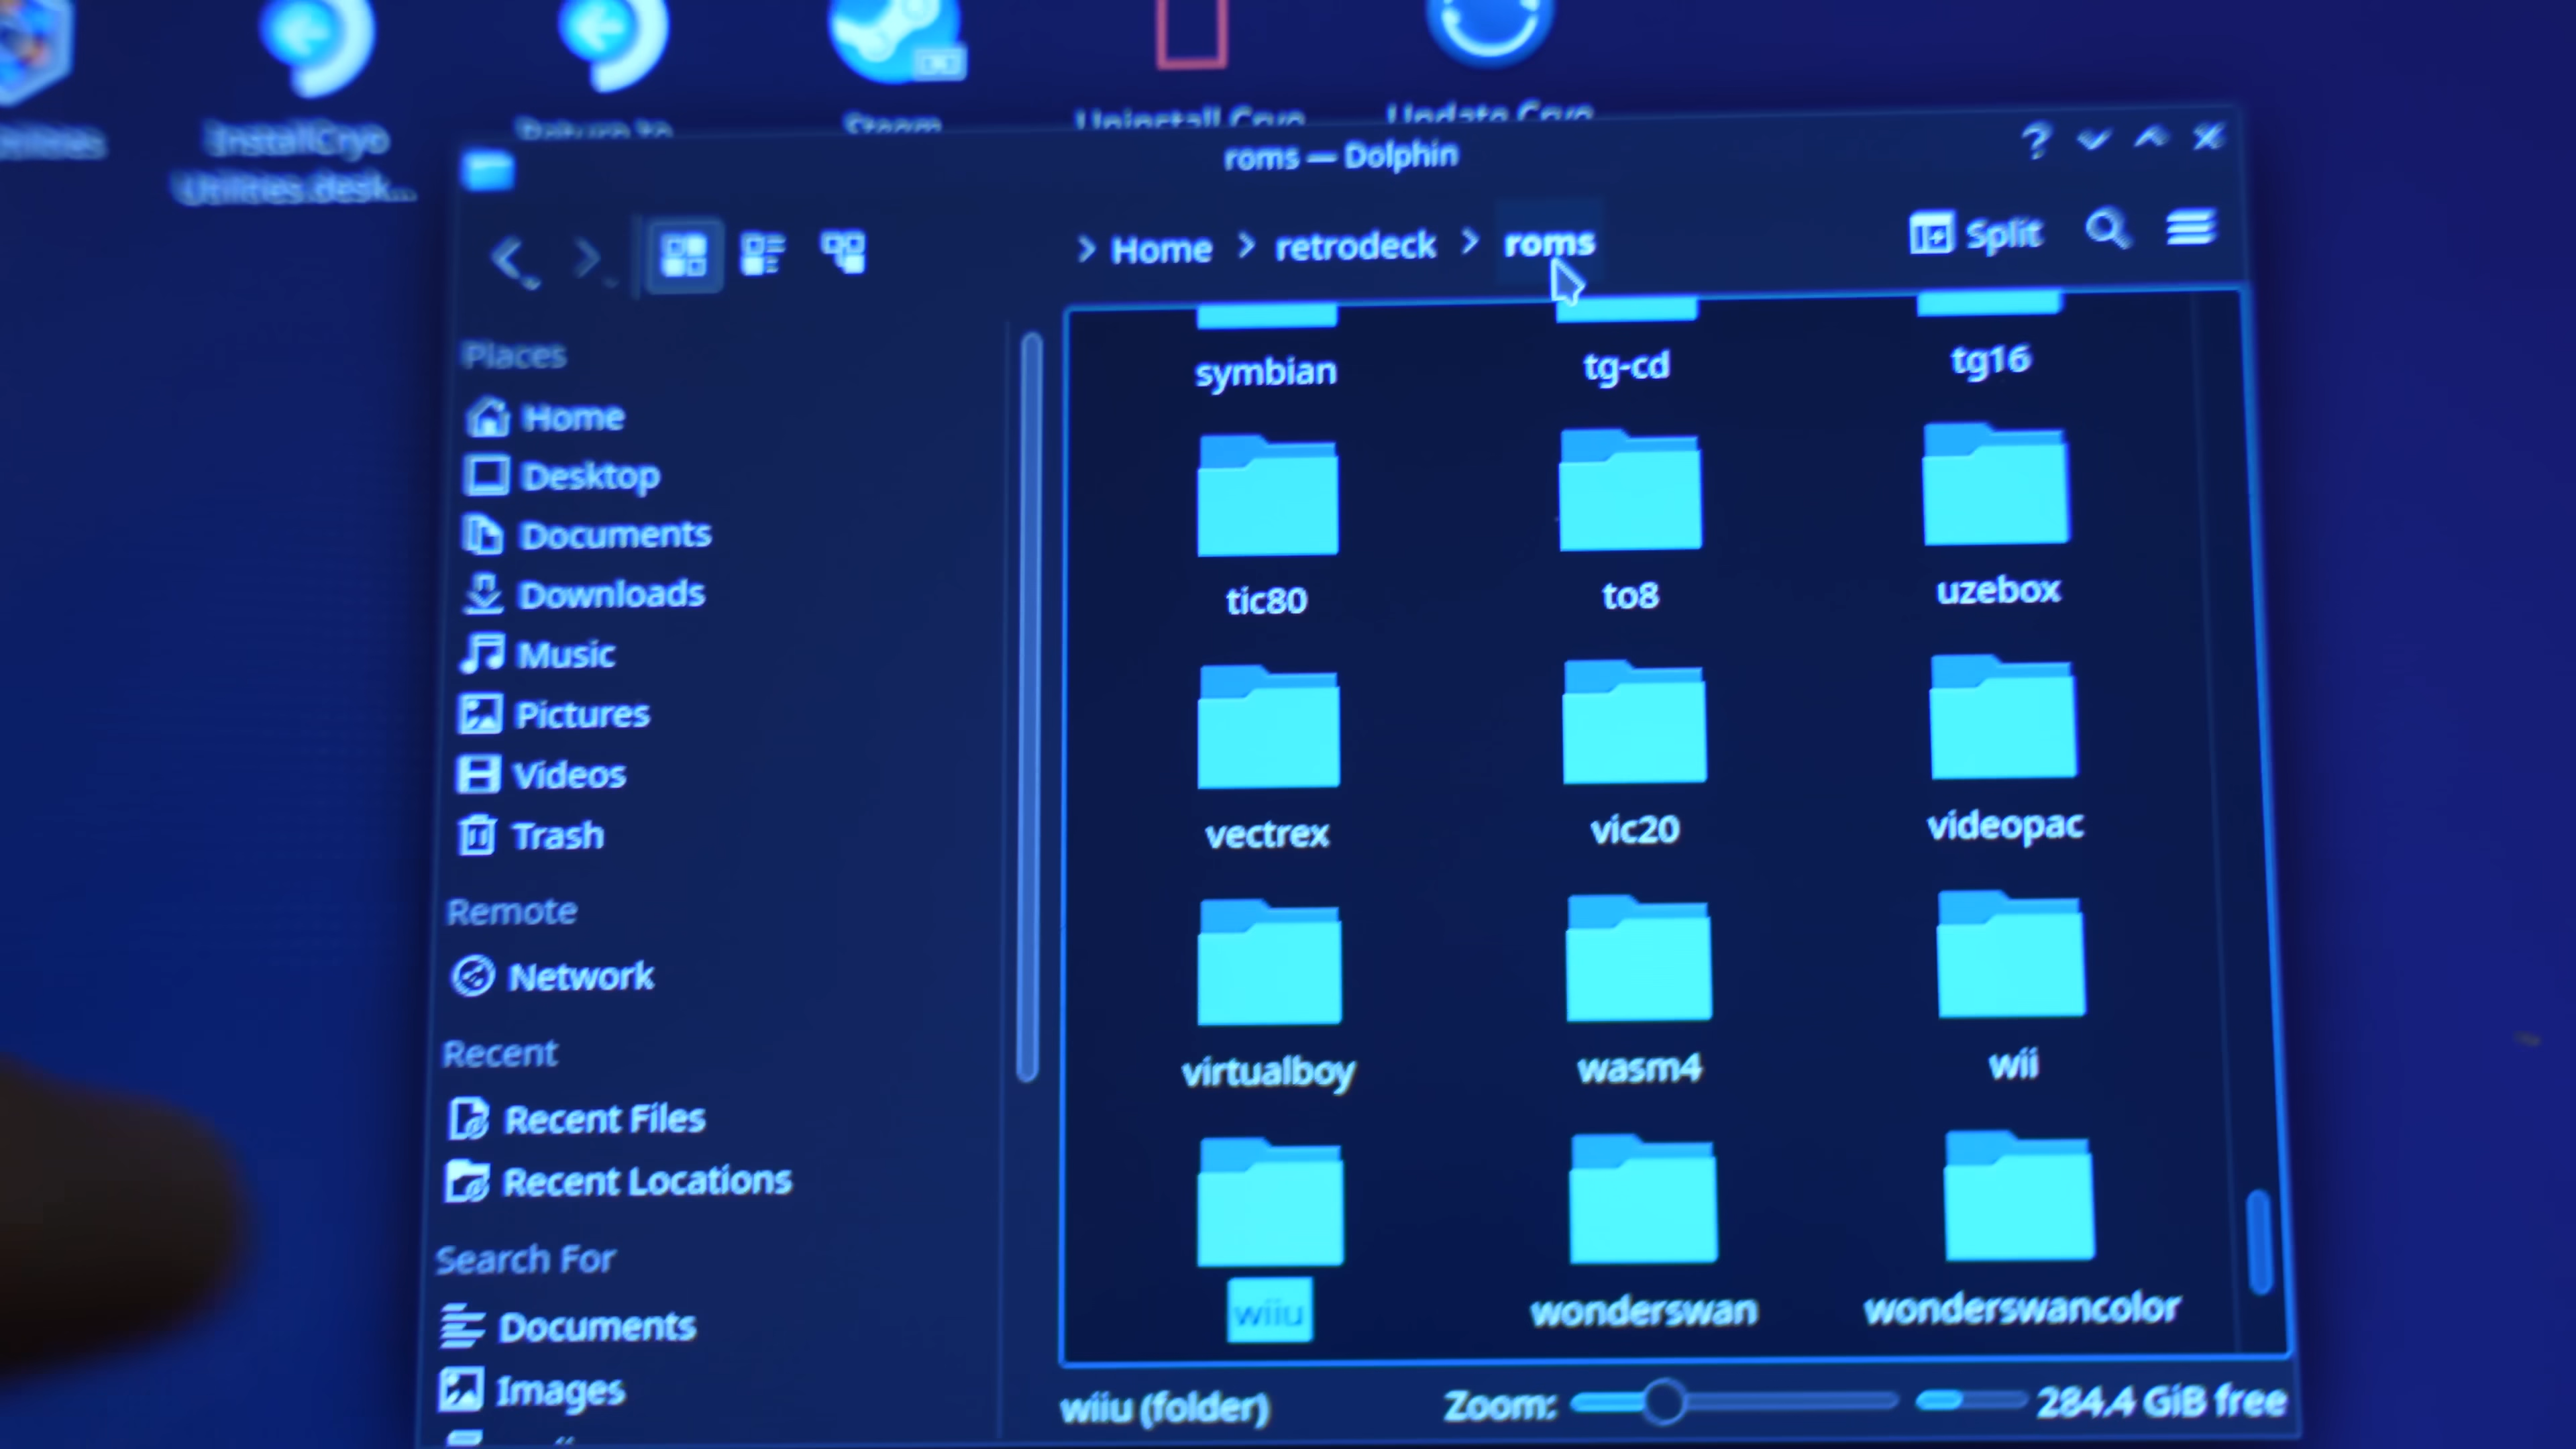 InstallCryo
Utilities.desk...
Return to
Steam
Uninstall Cryo
Update Cryo
roms — Dolphin
Home
retrodeck
roms
Split
Places
Home
Desktop
Documents
Downloads
Music
Pictures
Videos
Trash
Remote
Network
Recent
Recent Files
Recent Locations
Search For
Documents
Images
symbian
tg-cd
tg16
tic80
to8
uzebox
vectrex
vic20
videopac
virtualboy
wasm4
wii
wiiu
wonderswan
wonderswancolor
wiiu (folder)
Zoom:
284.4 GiB free